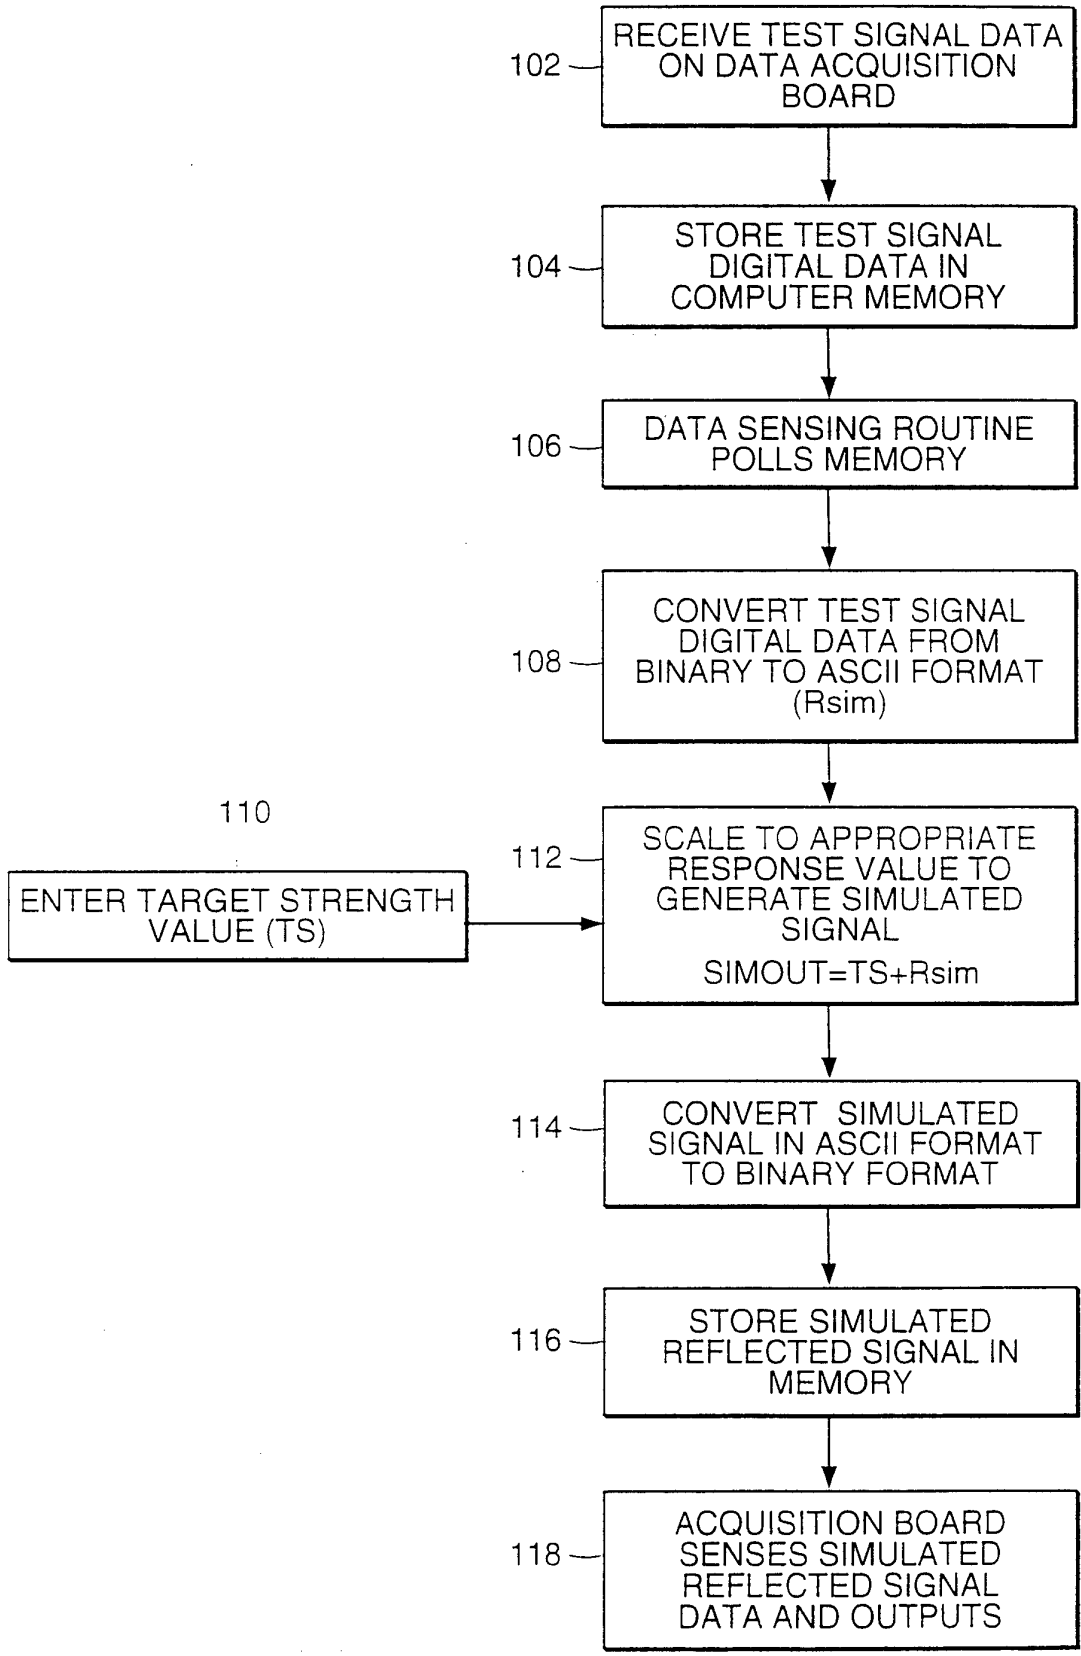 RECEIVE TEST SIGNAL DATA
102
ON DATA ACQUISITION
BOARD
STORE TEST SIGNAL
104
DIGITAL DATA IN
COMPUTER MEMORY
DATA SENSING ROUTINE
106
POLLS MEMORY
CONVERT TEST SIGNAL
DIGITAL DATA FROM
108
BINARY TO ASCII FORMAT
(Rsim)
110
ENTER TARGET STRENGTH
VALUE (TS)
SCALE TO APPROPRIATE
112
RESPONSE VALUE TO
GENERATE SIMULATED
SIGNAL
SIMOUT=TS+Rsim
CONVERT SIMULATED
114
SIGNAL IN ASCII FORMAT
TO BINARY FORMAT
STORE SIMULATED
116
REFLECTED SIGNAL IN
MEMORY
ACQUISITION BOARD
118
SENSES SIMULATED
REFLECTED SIGNAL
DATA AND OUTPUTS